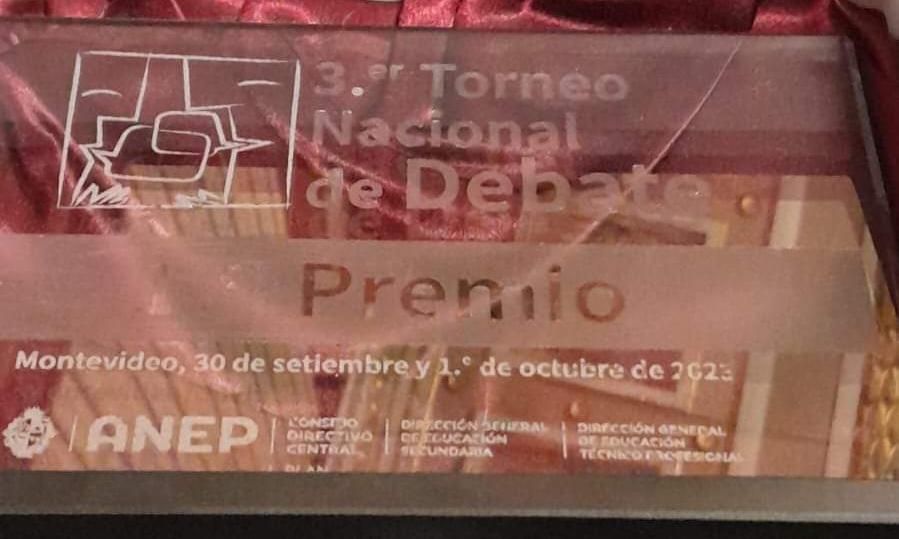 3.er Torneo
Nacional
de Debate
Premio
Montevideo, 30 de setiembre y 1.º de octubre de 2023
ANEP
CONSEJO
DIRECTIVO
CENTRAL
DIRECCIÓN GENERAL
DE EDUCACIÓN
SECUNDARIA
DIRECCIÓN GENERAL
DE EDUCACIÓN
TÉCNICO PROFESIONAL